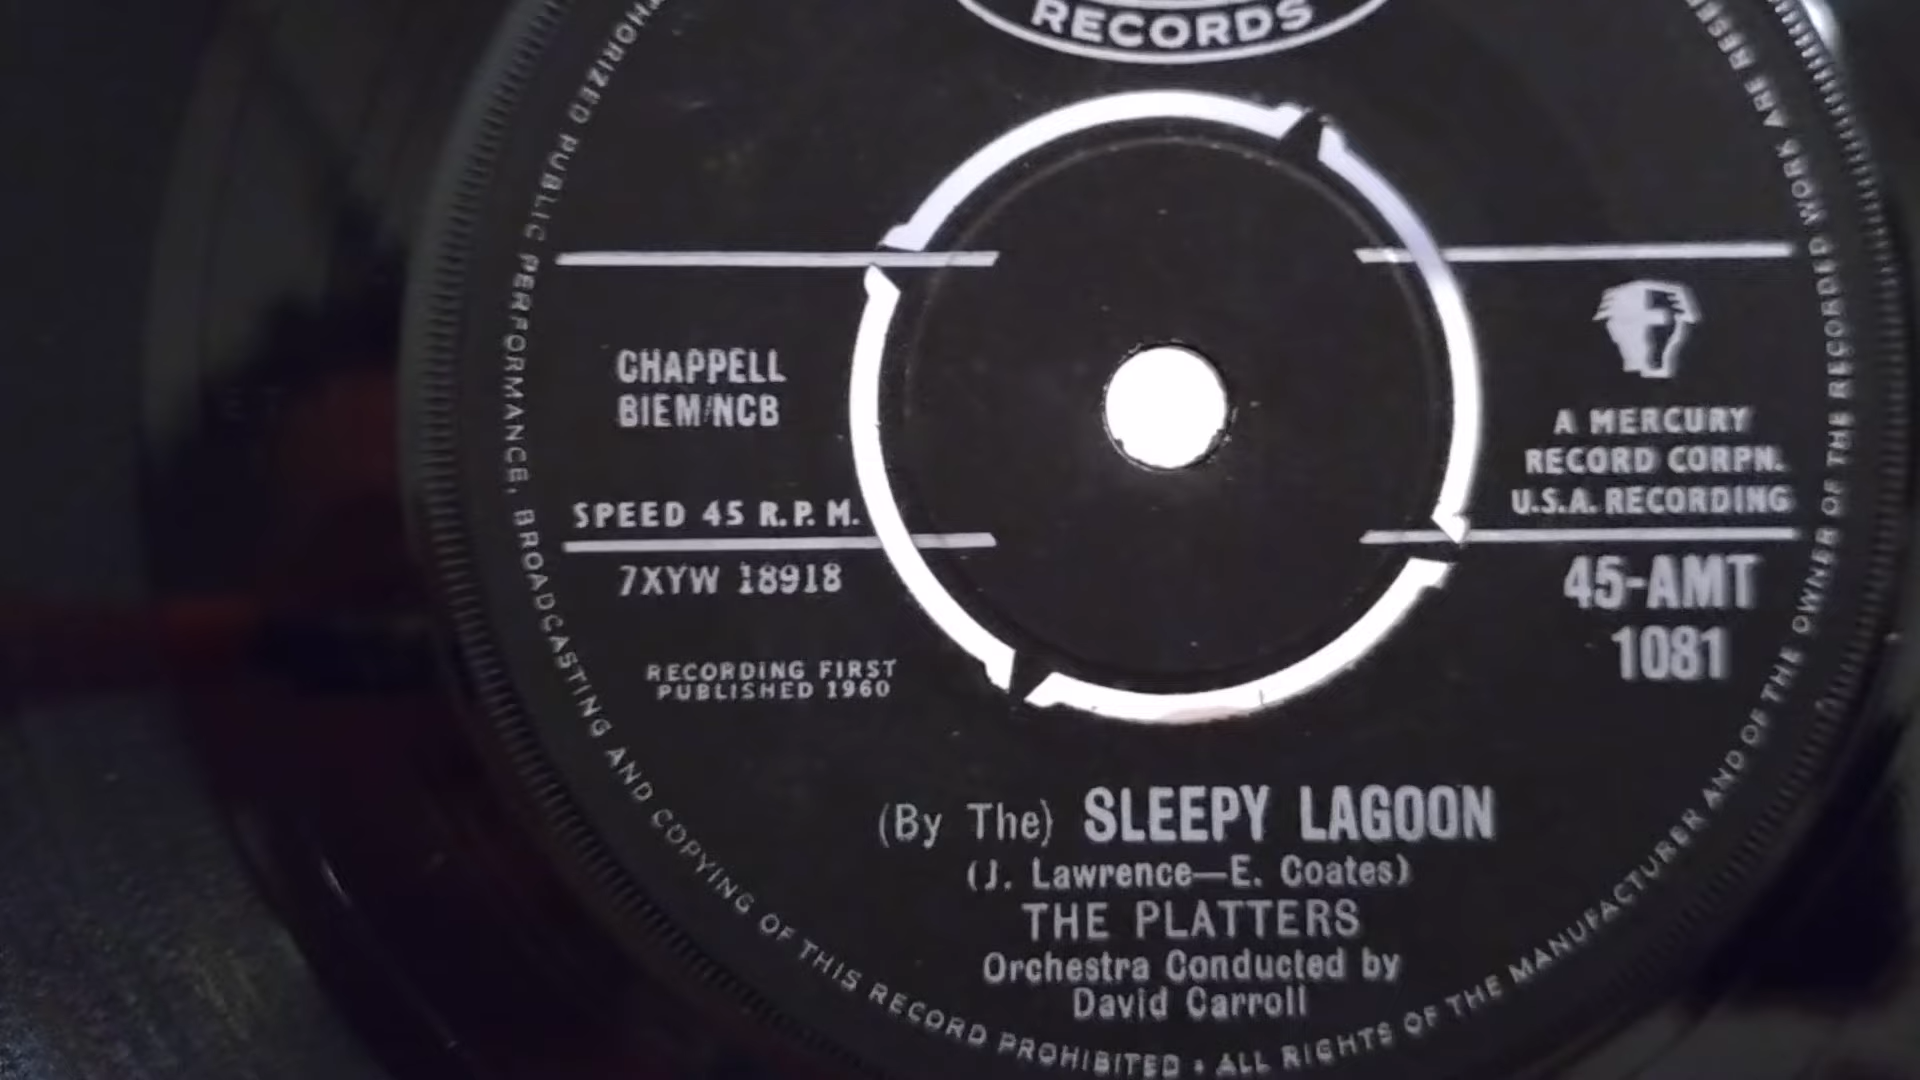 RECORDS
CHAPPELL
BIEM/NCB
SPEED 45 R.P.M.
7XYW 18918
RECORDING FIRST
PUBLISHED 1960
A MERCURY
RECORD CORPN.
U.S.A. RECORDING
45-AMT
1081
(By The) SLEEPY LAGOON
(J. Lawrence—E. Coates)
THE PLATTERS
Orchestra Conducted by
David Carroll
PUBLIC PERFORMANCE, BROADCASTING AND COPYING OF THIS RECORD PROHIBITED • ALL RIGHTS OF THE MANUFACTURER AND OF THE OWNER OF THE RECORDED WORK ARE